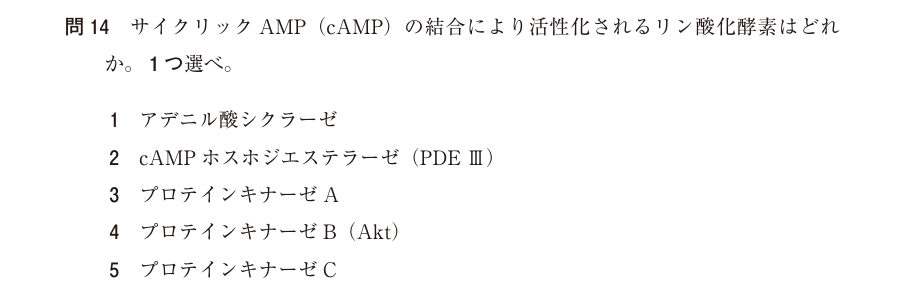 問 14 サイクリック AMP（cAMP）の結合により活性化されるリン酸化酵素はどれ
か。1つ選べ。
1 アデニル酸シクラーゼ
2 cAMP ホスホジエステラーゼ（PDE Ⅲ）
3 プロテインキナーゼ A
4 プロテインキナーゼ B（Akt）
5 プロテインキナーゼ C